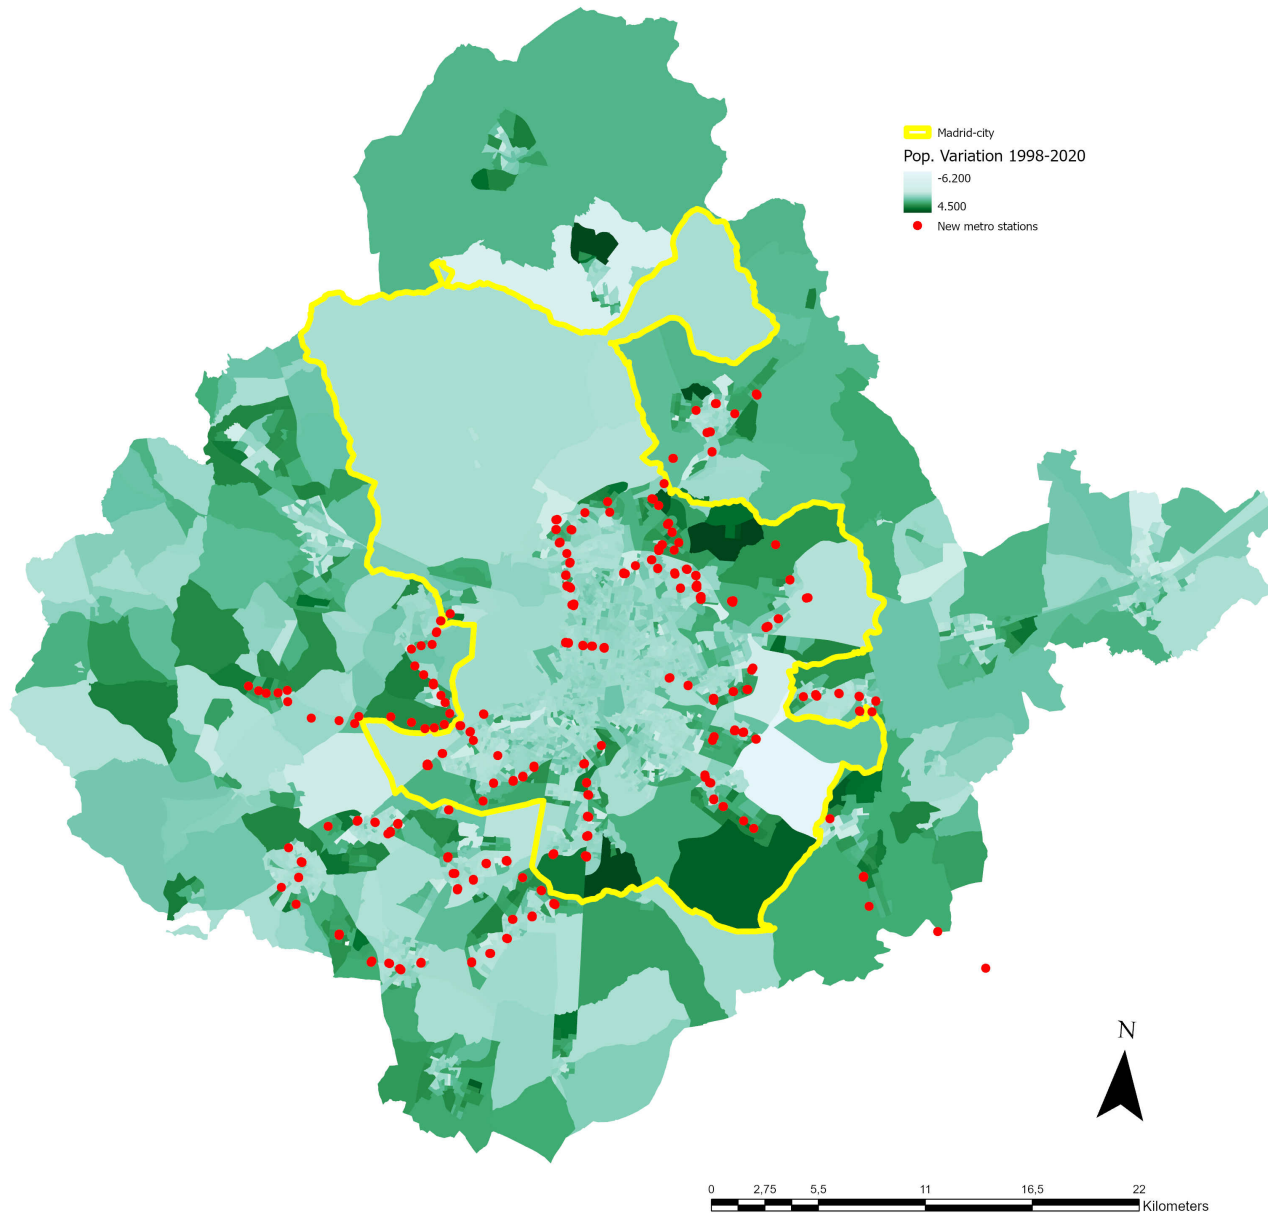 Madrid-city
Pop. Variation 1998-2020
-6.200
4.500
New metro stations
N
0 2,75 5,5 11 16,5 22
Kilometers